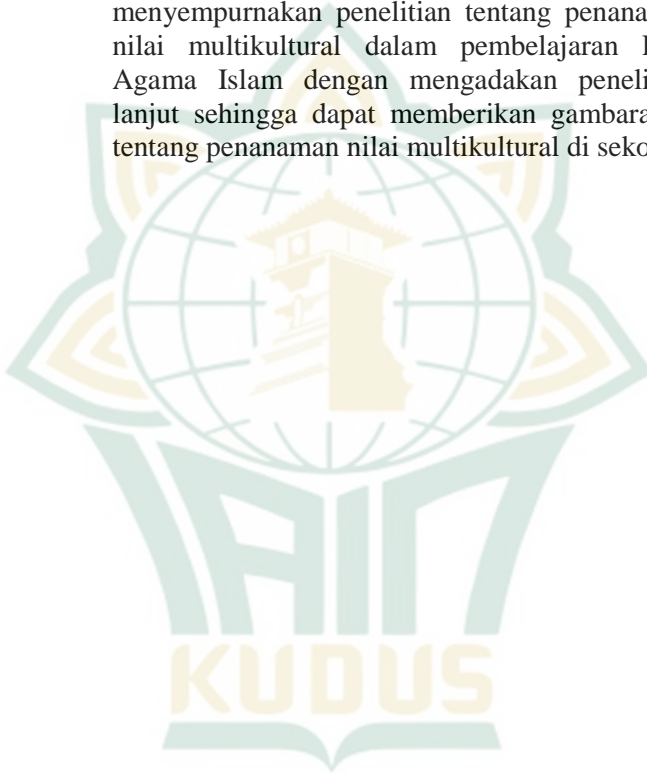 menyempurnakan penelitian tentang penana
nilai multikultural dalam pembelajaran
Agama Islam dengan mengadakan peneli
lanjut sehingga dapat memberikan gambara
tentang penanaman nilai multikultural di seko
IAIN
KUDUS